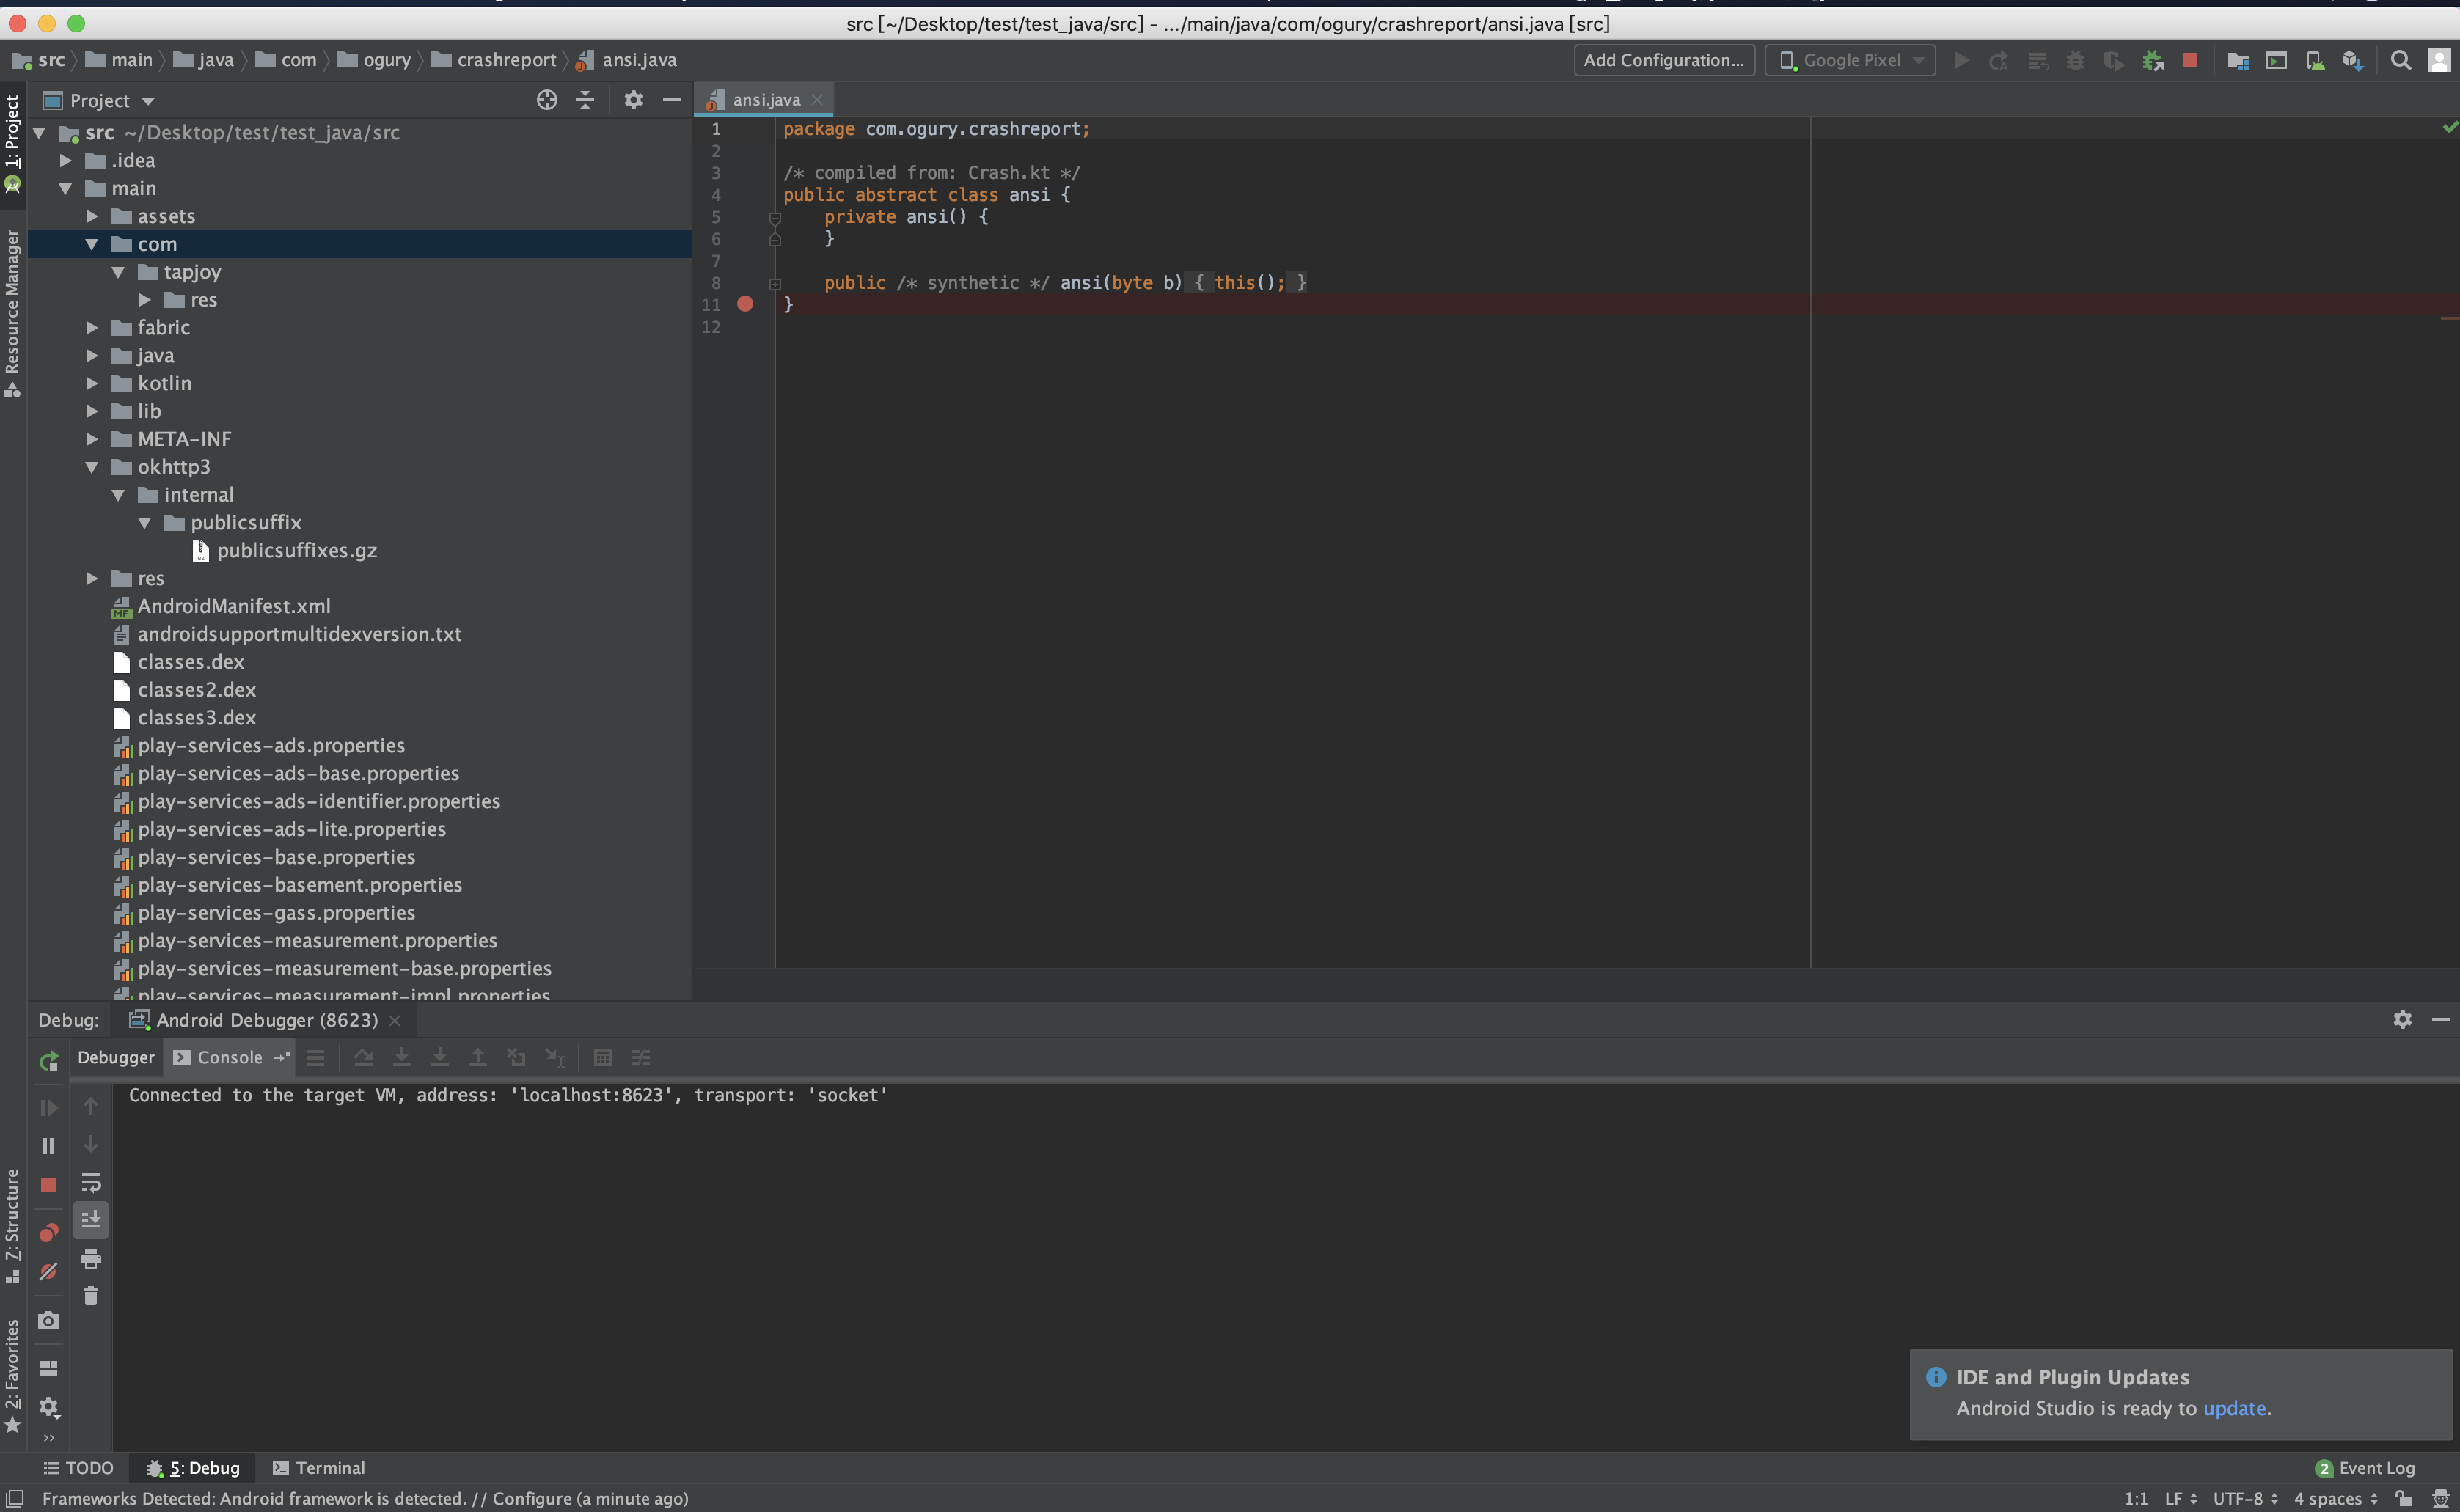 src [~/Desktop/test/test_java/src] - .../main/java/com/ogury/crashreport/ansi.java [src]
src main java com ogury crashreport ansi.java
Add Configuration... Google Pixel
1: Project
Resource Manager
Project
src ~/Desktop/test/test_java/src
.idea
main
assets
com
tapjoy
res
fabric
java
kotlin
lib
META-INF
okhttp3
internal
publicsuffix
publicsuffixes.gz
res
AndroidManifest.xml
androidsupportmultidexversion.txt
classes.dex
classes2.dex
classes3.dex
play-services-ads.properties
play-services-ads-base.properties
play-services-ads-identifier.properties
play-services-ads-lite.properties
play-services-base.properties
play-services-basement.properties
play-services-gass.properties
play-services-measurement.properties
play-services-measurement-base.properties
play-services-measurement-impl.properties
ansi.java
1 package com.ogury.crashreport;
2
3 /* compiled from: Crash.kt */
4 public abstract class ansi {
5 private ansi() {
6 }
7
8 public /* synthetic */ ansi(byte b) { this(); }
11 }
12
Debug: Android Debugger (8623)
Debugger Console
Connected to the target VM, address: 'localhost:8623', transport: 'socket'
7: Structure
2: Favorites
IDE and Plugin Updates
Android Studio is ready to update.
TODO 5: Debug Terminal
2 Event Log
Frameworks Detected: Android framework is detected. // Configure (a minute ago)
1:1 LF UTF-8 4 spaces